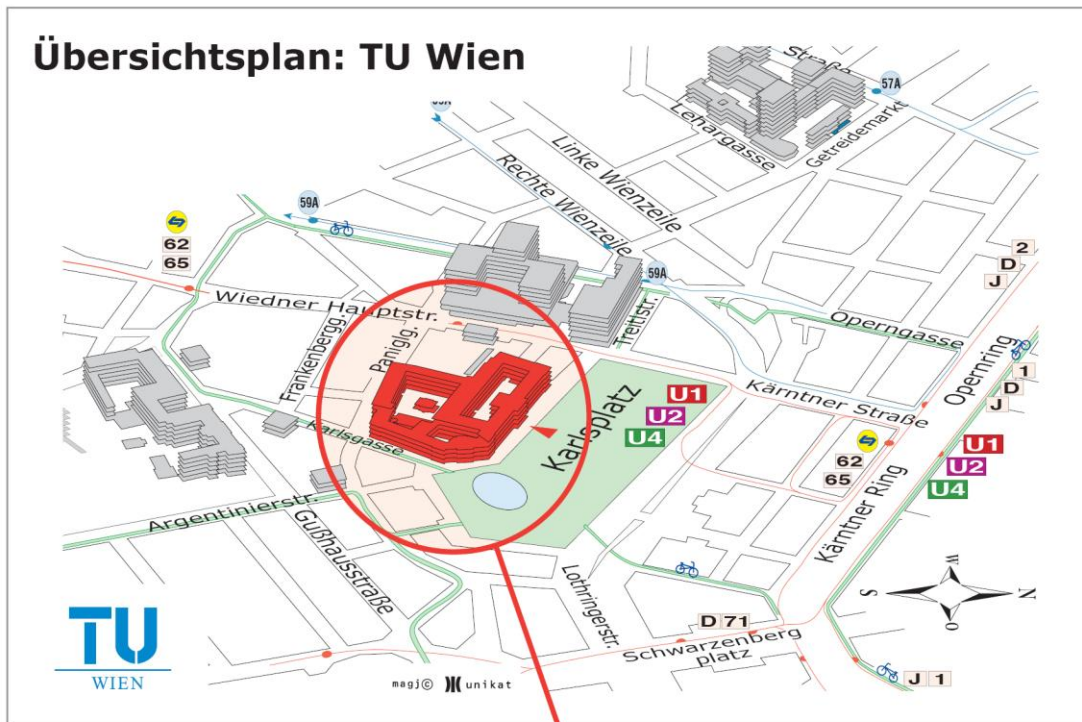 Übersichtsplan: TU Wien
Straße
57A
Lehargasse
Getreidemarkt
Linke Wienzeile
Rechte Wienzeile
59A
62
65
59A
2
D
J
Wiedner Hauptstr.
Treitlstr.
Operngasse
Frankenbergg.
Paniglg.
Opernring
1
D
J
Karlsplatz
U1
U2
U4
Kärntner Straße
62
65
U1
U2
U4
Karlsgasse
Kärntner Ring
Argentinierstr.
Gußhausstraße
Lothringerstr.
W
S
N
O
D 71
Schwarzenberg
platz
J 1
TU
WIEN
magj© unikat